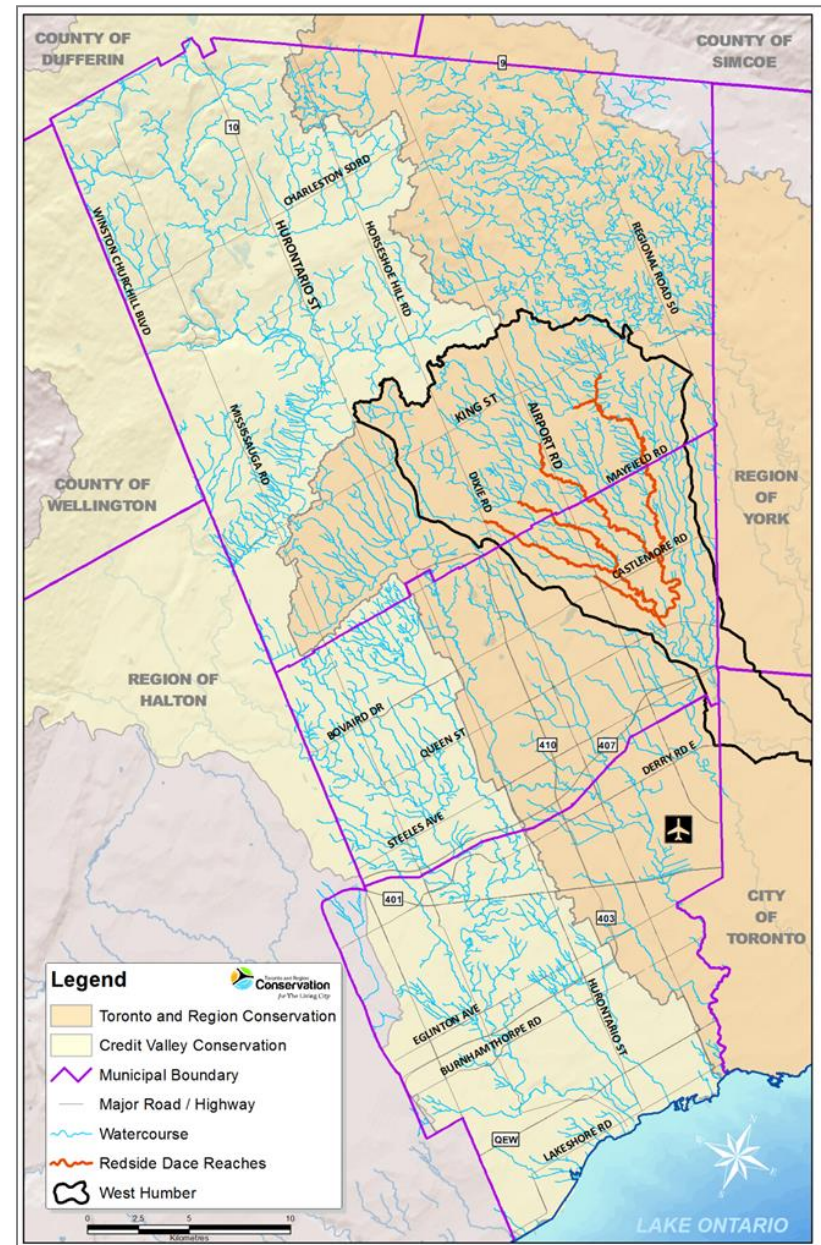 COUNTY OF
DUFFERIN
COUNTY OF
SIMCOE
9
10
CHARLESTON SDRD
WINSTON CHURCHILL BLVD
HURONTARIO ST
HORSESHOE HILL RD
REGIONAL ROAD 50
MISSISSAUGA RD
KING ST
AIRPORT RD
DIXIE RD
MAYFIELD RD
COUNTY OF
WELLINGTON
REGION
OF
YORK
CASTLEMORE RD
REGION OF
HALTON
BOVAIRD DR
QUEEN ST
410
407
DERRY RD E
STEELES AVE
401
403
CITY
OF
TORONTO
HURONTARIO ST
EGLINTON AVE
BURNHAMTHORPE RD
QEW
LAKESHORE RD
LAKE ONTARIO
Legend
Toronto and Region
Conservation
for The Living City
Toronto and Region Conservation
Credit Valley Conservation
Municipal Boundary
Major Road / Highway
Watercourse
Redside Dace Reaches
West Humber
0 2.5 5 10
Kilometres